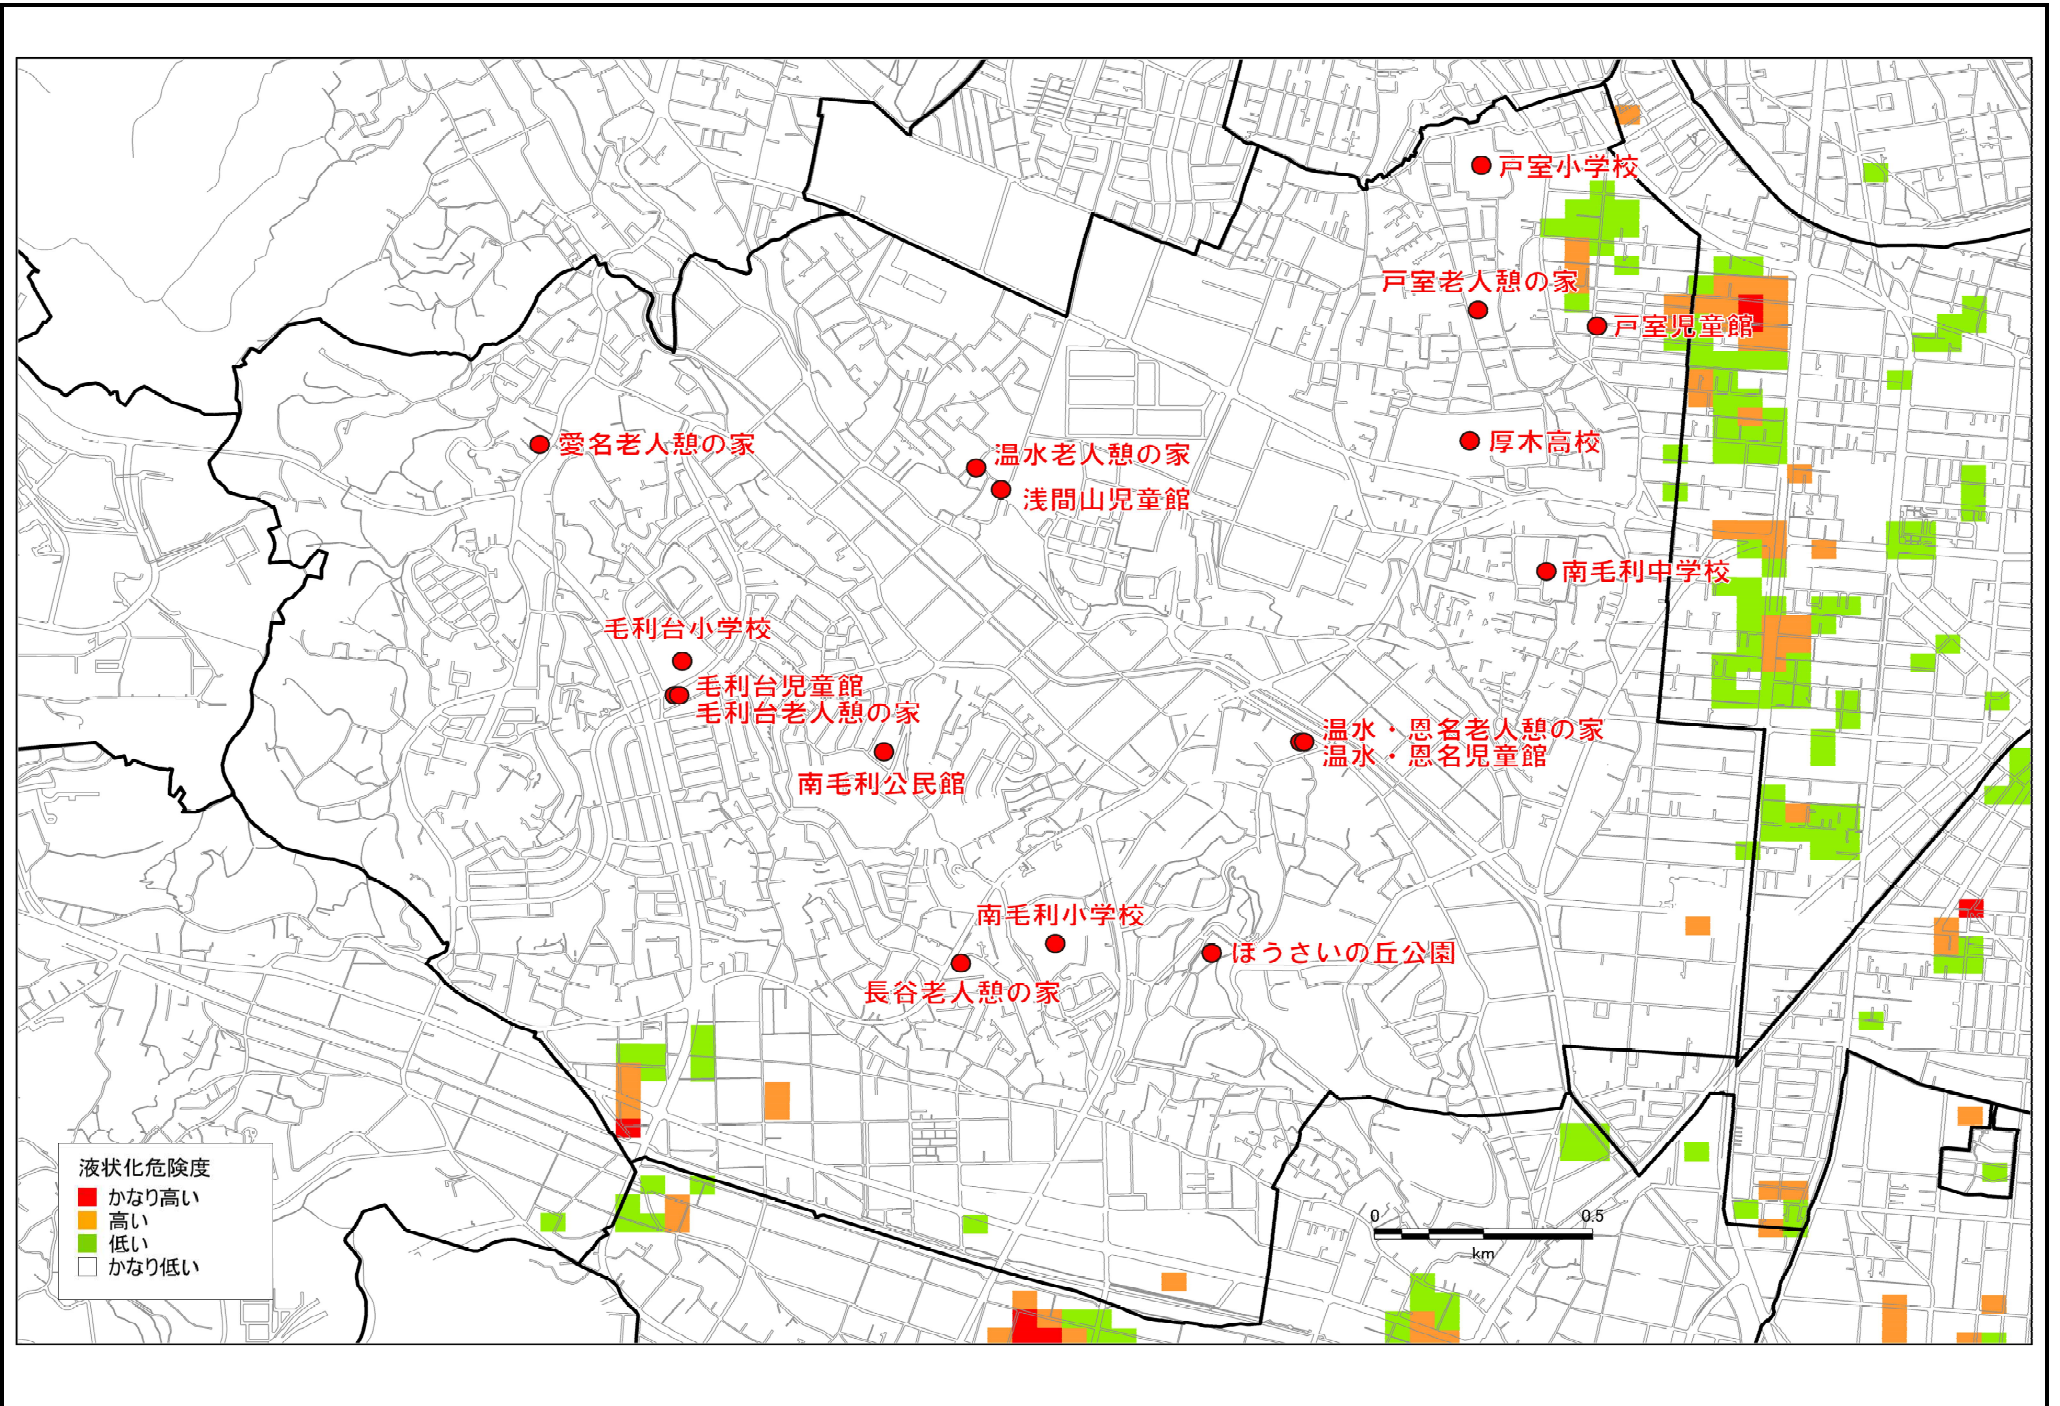 戸室小学校
戸室老人憩の家
戸室児童館
愛名老人憩の家
温水老人憩の家
浅間山児童館
厚木高校
南毛利中学校
毛利台小学校
毛利台児童館
毛利台老人憩の家
南毛利公民館
温水・恩名老人憩の家
温水・恩名児童館
南毛利小学校
長谷老人憩の家
ほうさいの丘公園
液状化危険度
かなり高い
高い
低い
かなり低い
0 0.5
km